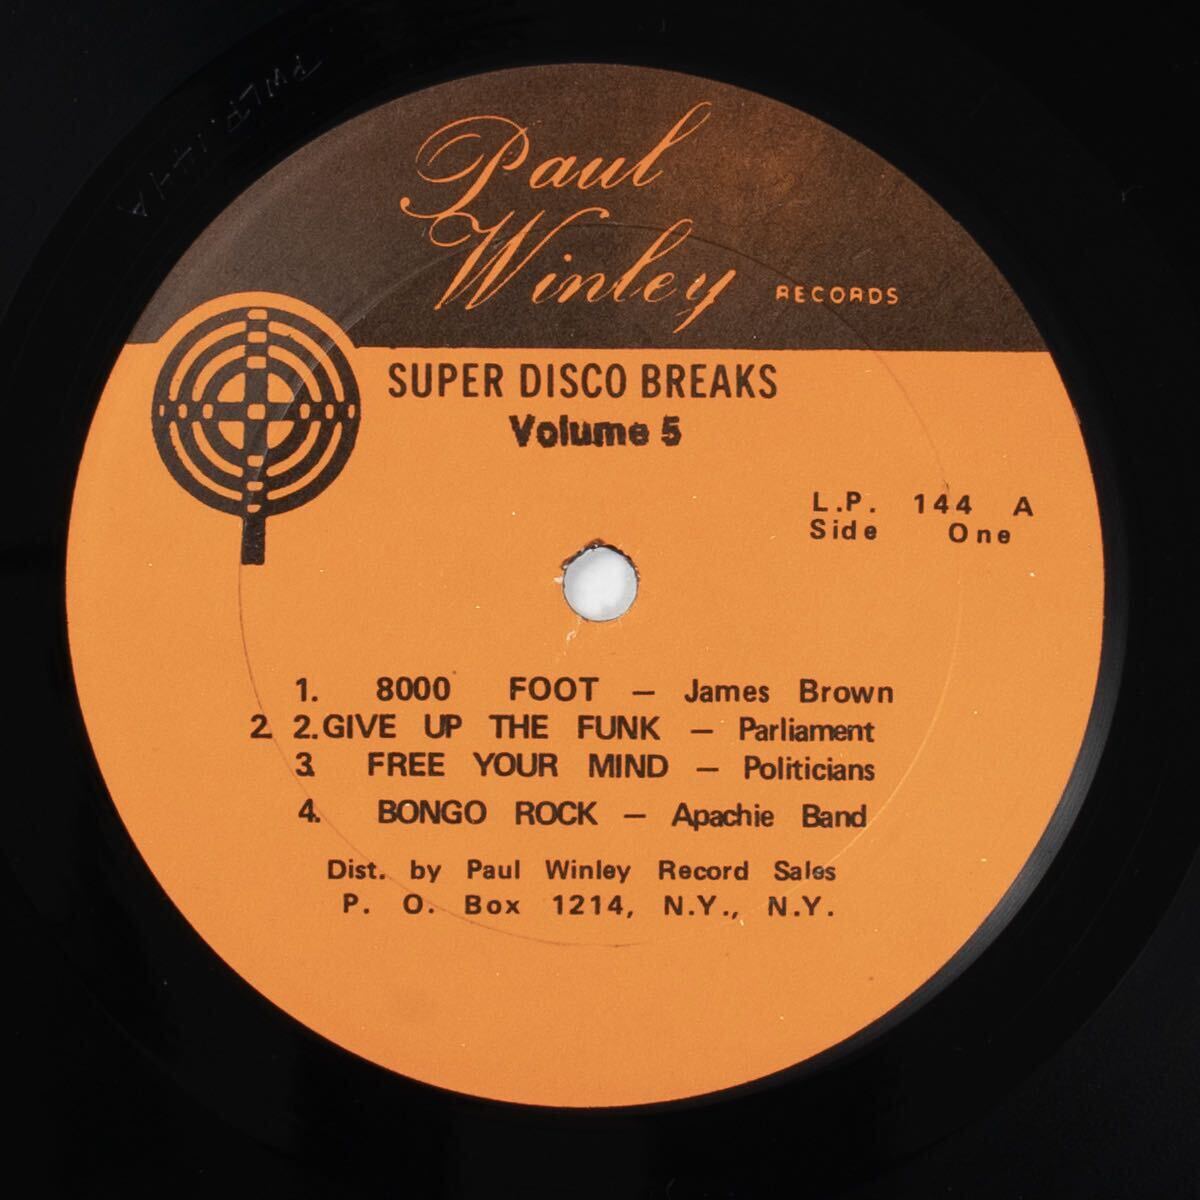 PWLP.144A
Paul
Winley RECORDS
SUPER DISCO BREAKS
Volume 5
L.P. 144 A
Side One
1. 8000 FOOT — James Brown
2 2.GIVE UP THE FUNK — Parliament
3. FREE YOUR MIND — Politicians
4. BONGO ROCK — Apachie Band
Dist. by Paul Winley Record Sales
P. O. Box 1214, N.Y., N.Y.